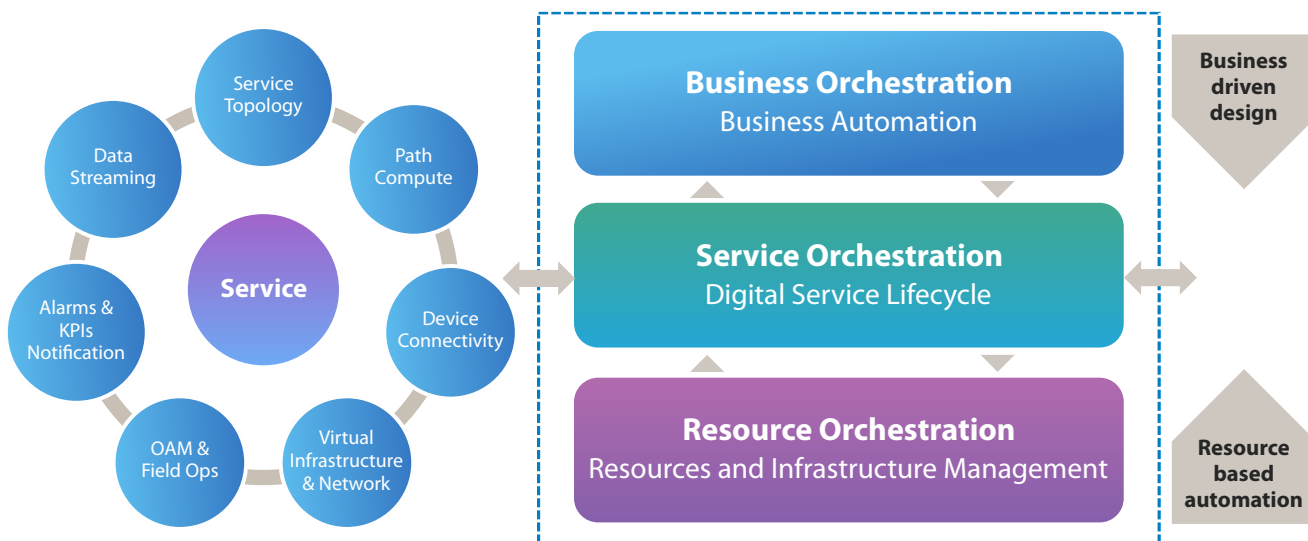 Service
Topology
Path
Compute
Device
Connectivity
Virtual
Infrastructure
& Network
OAM &
Field Ops
Alarms &
KPIs
Notification
Data
Streaming
Service
Business Orchestration
Business Automation
Service Orchestration
Digital Service Lifecycle
Resource Orchestration
Resources and Infrastructure Management
Business
driven
design
Resource
based
automation